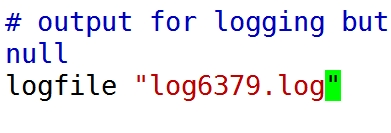 # output for logging but
null
logfile "log6379.log"